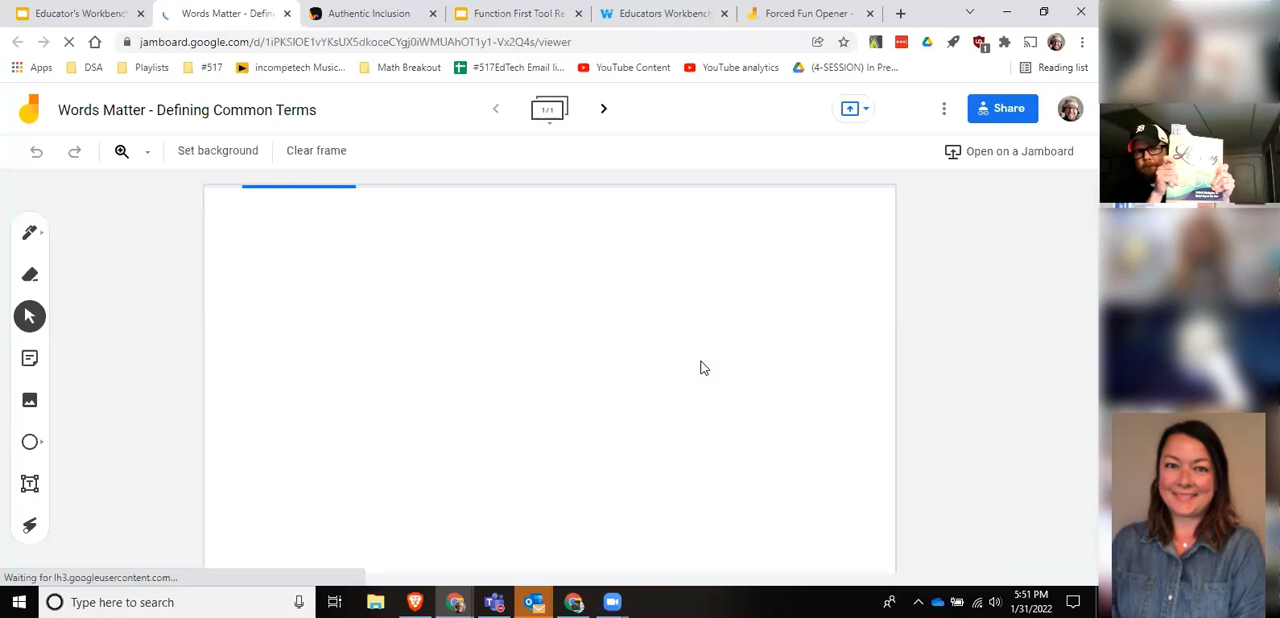 Educator's Workbenc
Words Matter - Defin
Authentic Inclusion
Function First Tool Re
Educators Workbench
Forced Fun Opener -
jamboard.google.com/d/1iPKSIOE1vYKsUX5dkoceCYgj0iWMUAhOT1y1-Vx2Q4s/viewer
Apps
DSA
Playlists
#517
incompetech Music...
Math Breakout
#517EdTech Email li...
YouTube Content
YouTube analytics
(4-SESSION) In Pre...
Reading list
Words Matter - Defining Common Terms
1/1
Share
Set background
Clear frame
Open on a Jamboard
Waiting for lh3.googleusercontent.com...
Type here to search
5:51 PM
1/31/2022